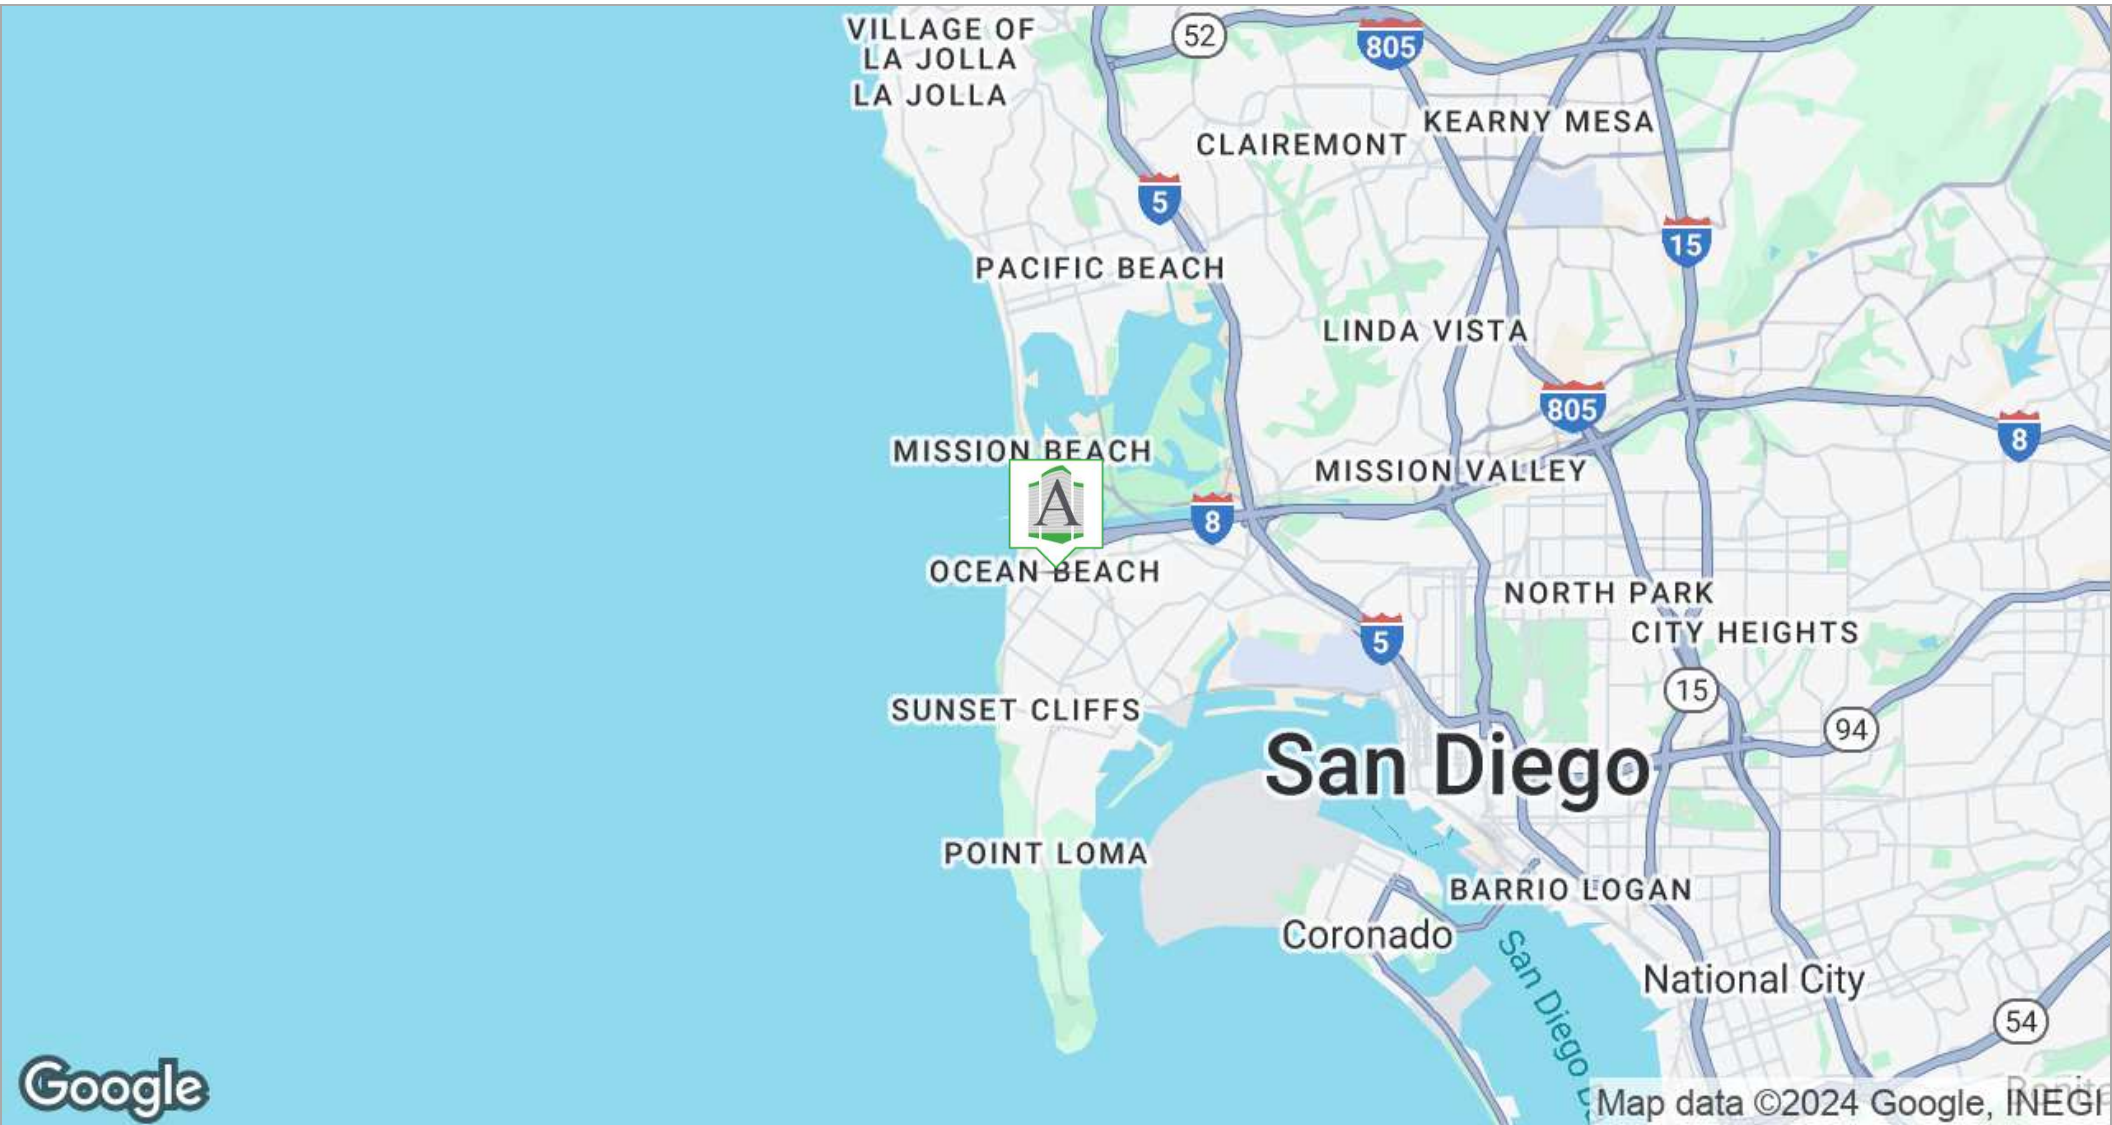 VILLAGE OF
LA JOLLA
LA JOLLA
52
805
KEARNY MESA
CLAIREMONT
5
15
PACIFIC BEACH
LINDA VISTA
805
8
MISSION BEACH
MISSION VALLEY
A
8
OCEAN BEACH
NORTH PARK
CITY HEIGHTS
5
15
SUNSET CLIFFS
94
San Diego
POINT LOMA
BARRIO LOGAN
Coronado
San Diego
National City
54
Google
Map data ©2024 Google, INEGI